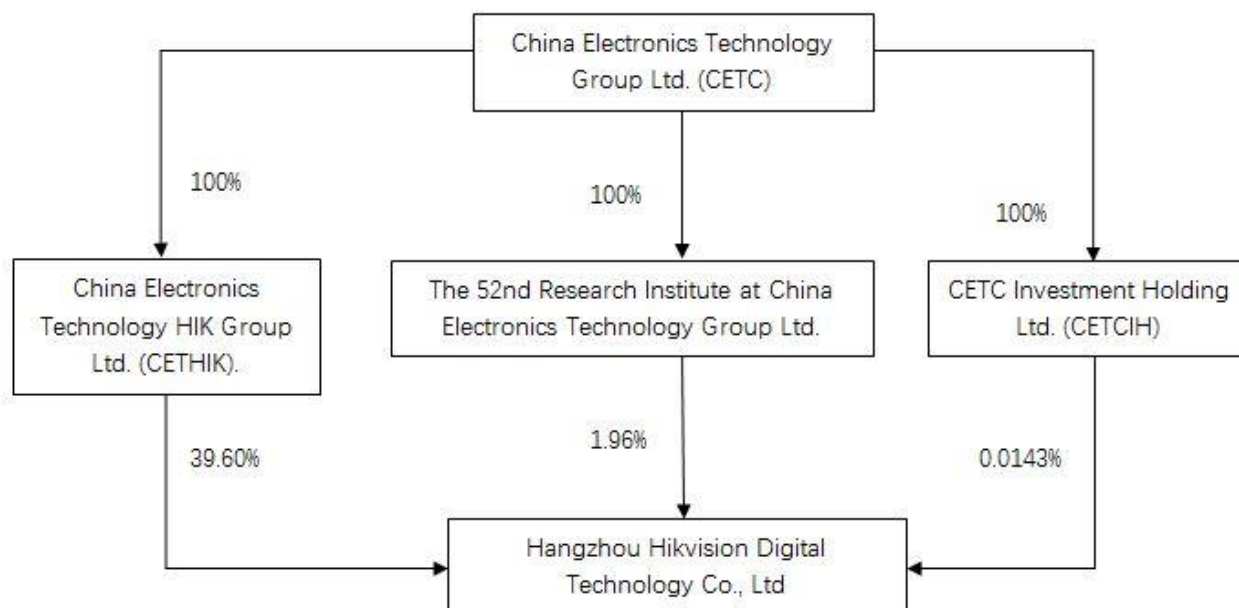 China Electronics Technology
Group Ltd. (CETC)
100%
100%
100%
China Electronics
Technology HIK Group
Ltd. (CETHIK).
The 52nd Research Institute at China
Electronics Technology Group Ltd.
CETC Investment Holding
Ltd. (CETCIH)
39.60%
1.96%
0.0143%
Hangzhou Hikvision Digital
Technology Co., Ltd